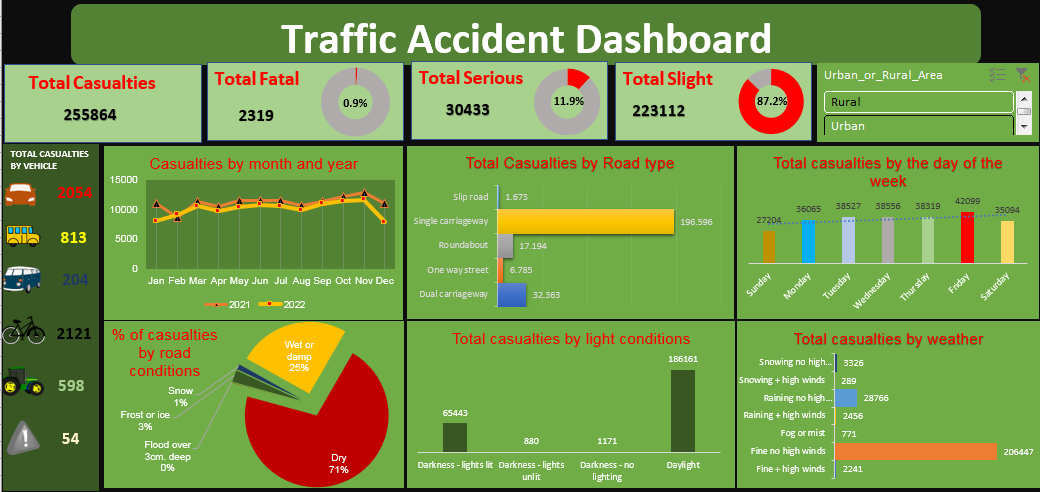 Traffic Accident Dashboard
Total Casualties
255864
Total Fatal
2319
0.9%
Total Serious
30433
11.9%
Total Slight
223112
87.2%
Urban_or_Rural_Area
Rural
Urban
TOTAL CASUALTIES
BY VEHICLE
2054
813
204
2121
598
54
Casualties by month and year
15000
10000
5000
0
Jan Feb Mar Apr May Jun Jul Aug Sep Oct Nov Dec
2021 2022
Total Casualties by Road type
Slip road 1.673
Single carriageway 196.596
Roundabout 17.194
One way street 6.785
Dual carriageway 32.363
Total casualties by the day of the
week
27204 36065 38527 38556 38319 42099 35094
Sunday Monday Tuesday Wednesday Thursday Friday Saturday
% of casualties
by road
conditions
Wet or
damp
25%
Snow
1%
Frost or ice
3%
Flood over
3cm. deep
0%
Dry
71%
Total casualties by light conditions
65443 880 1171 186161
Darkness - lights lit
Darkness - lights
unlit
Darkness - no
lighting
Daylight
Total casualties by weather
Snowing no high... 3326
Snowing + high winds 289
Raining no high... 28766
Raining + high winds 2456
Fog or mist 771
Fine no high winds 206447
Fine + high winds 2241